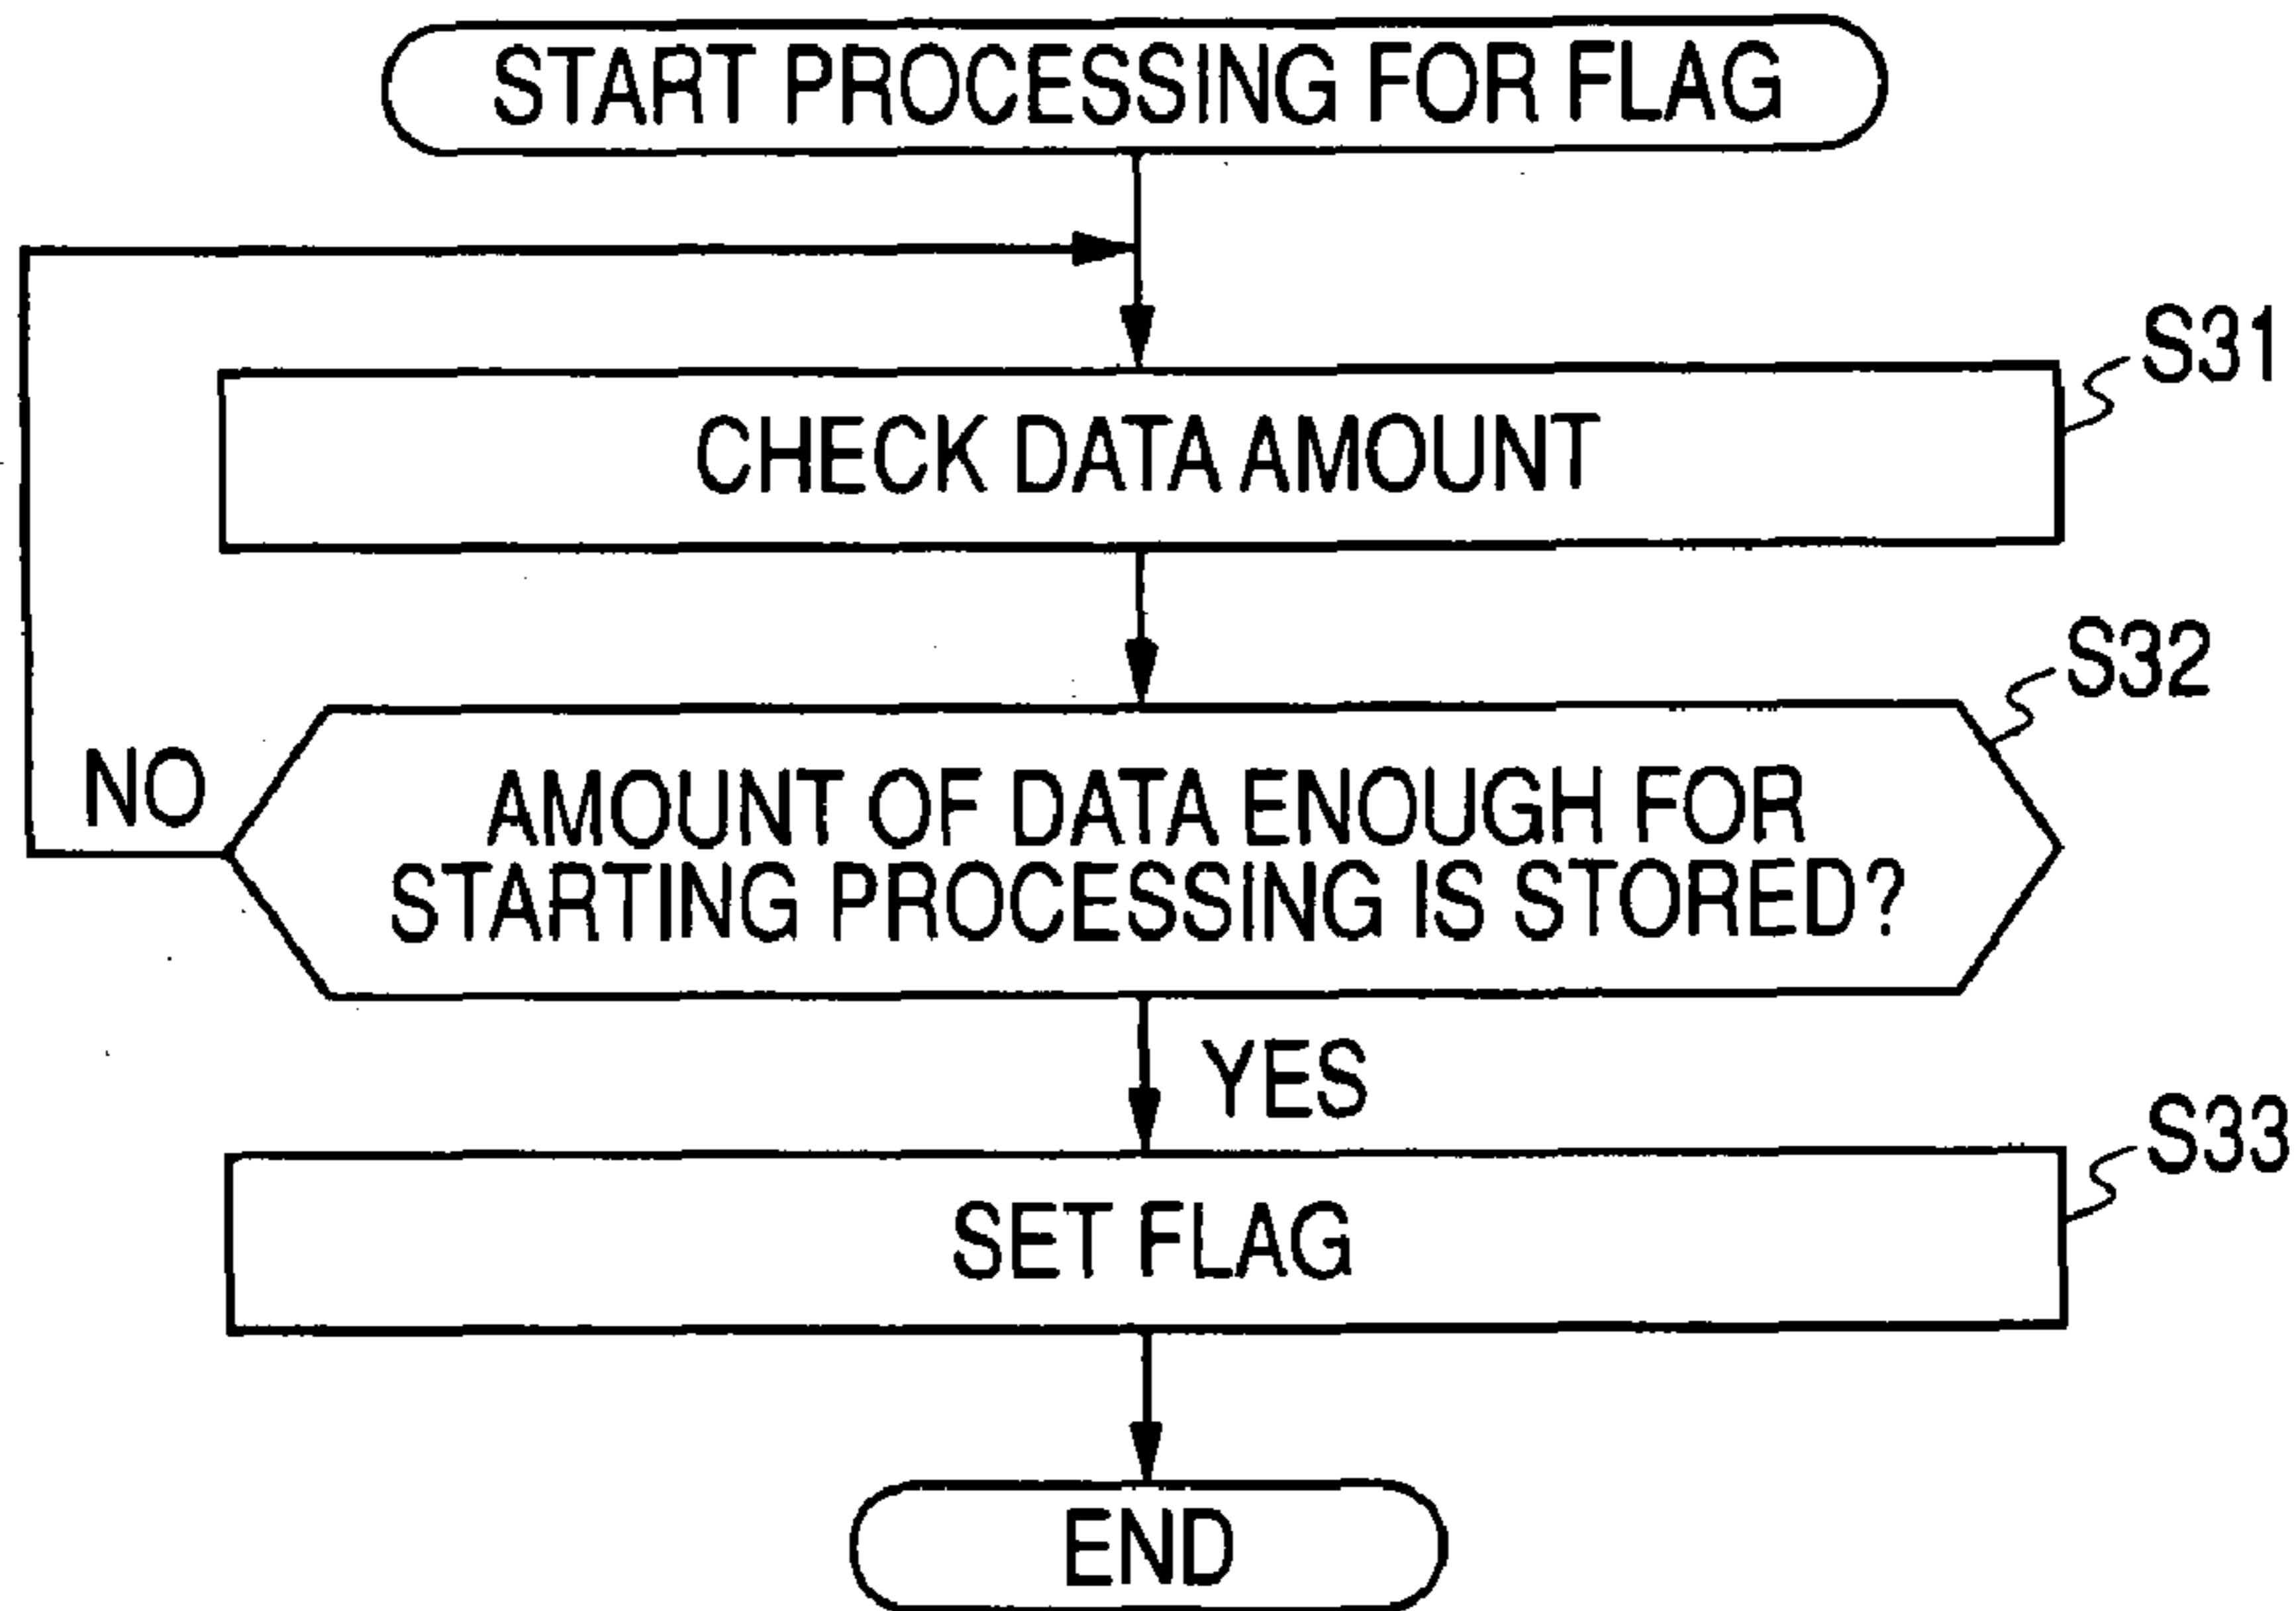 START PROCESSING FOR FLAG
S31
CHECK DATA AMOUNT
S32
NO
AMOUNT OF DATA ENOUGH FOR
STARTING PROCESSING IS STORED?
YES
S33
SET FLAG
END